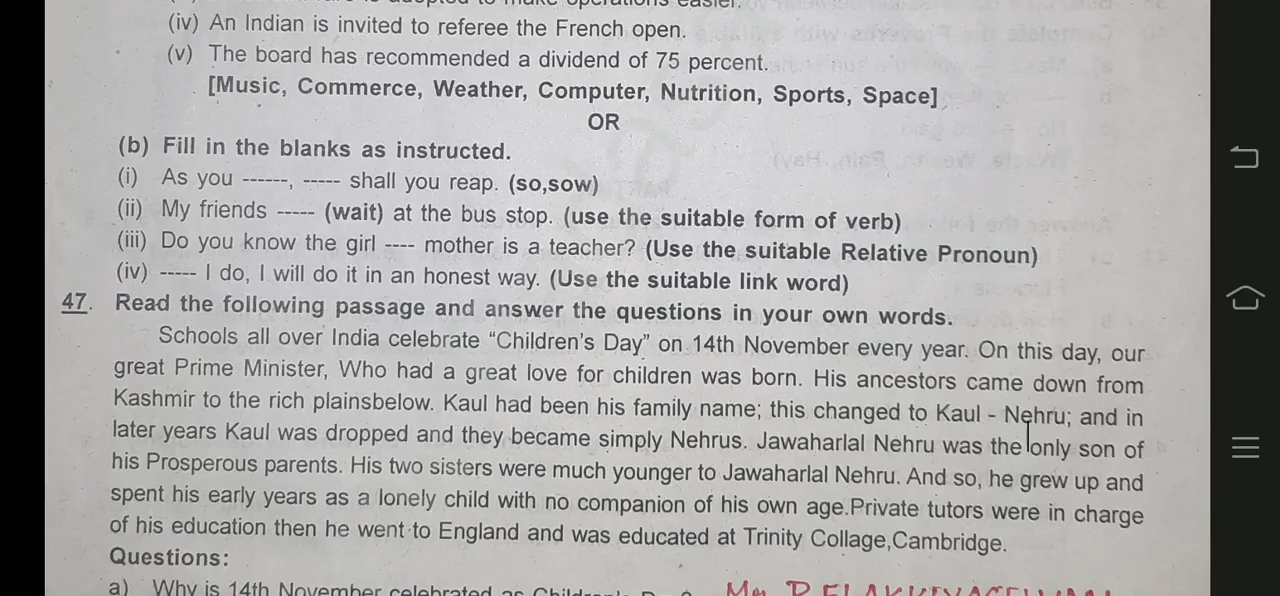 is adopted to make operations easier.
(iv) An Indian is invited to referee the French open.
(v) The board has recommended a dividend of 75 percent.
[Music, Commerce, Weather, Computer, Nutrition, Sports, Space]
OR
(b) Fill in the blanks as instructed.
(i) As you ------, ----- shall you reap. (so,sow)
(ii) My friends ----- (wait) at the bus stop. (use the suitable form of verb)
(iii) Do you know the girl ---- mother is a teacher? (Use the suitable Relative Pronoun)
(iv) ----- I do, I will do it in an honest way. (Use the suitable link word)
47. Read the following passage and answer the questions in your own words.
Schools all over India celebrate “Children's Day” on 14th November every year. On this day, our
great Prime Minister, Who had a great love for children was born. His ancestors came down from
Kashmir to the rich plainsbelow. Kaul had been his family name; this changed to Kaul - Nehru; and in
later years Kaul was dropped and they became simply Nehrus. Jawaharlal Nehru was the only son of
his Prosperous parents. His two sisters were much younger to Jawaharlal Nehru. And so, he grew up and
spent his early years as a lonely child with no companion of his own age.Private tutors were in charge
of his education then he went to England and was educated at Trinity Collage,Cambridge.
Questions:
a) Why is 14th November celebrated as